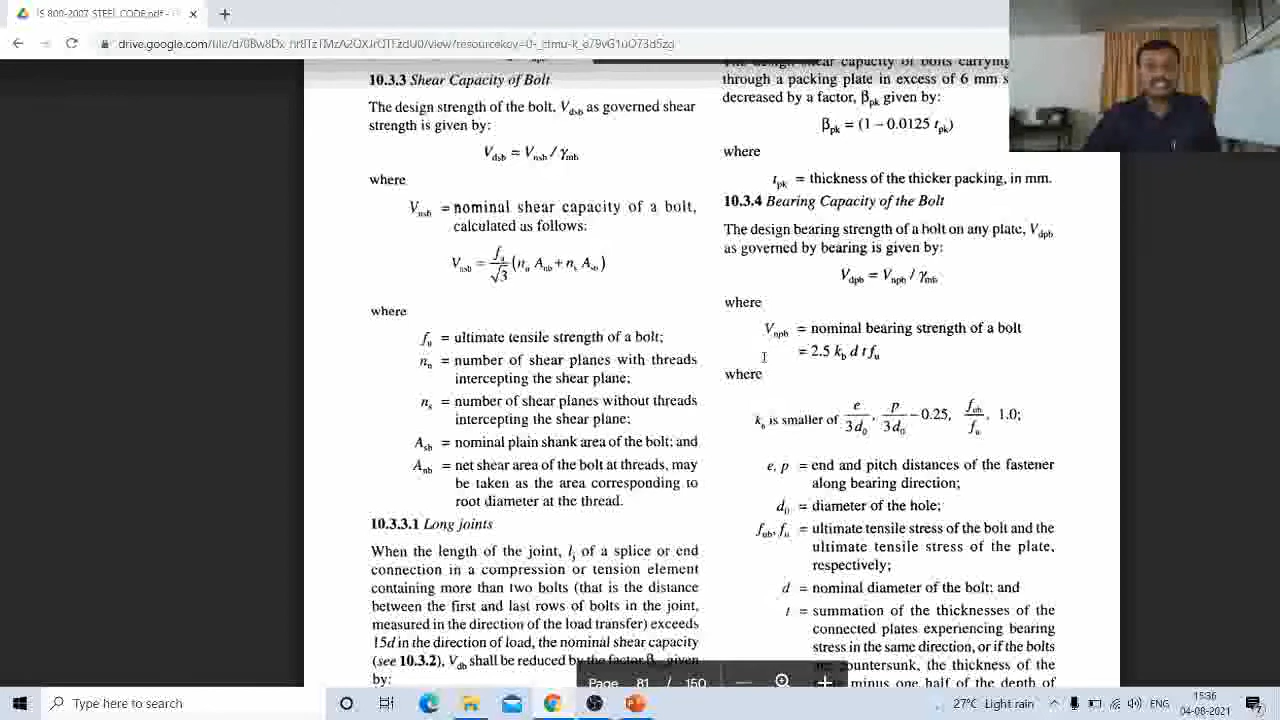 IS 800-2007 STEEL CODE.pdf -
10.3.3 Shear Capacity of Bolt
The design strength of the bolt, Vdsb as governed shear
strength is given by:
Vdsb = Vnsb / γmb
where
Vnsb = nominal shear capacity of a bolt,
calculated as follows:
Vnsb = fu/√3 (nn Anb + ns Asb)
where
fu = ultimate tensile strength of a bolt;
nn = number of shear planes with threads
intercepting the shear plane;
ns = number of shear planes without threads
intercepting the shear plane;
Asb = nominal plain shank area of the bolt; and
Anb = net shear area of the bolt at threads, may
be taken as the area corresponding to
root diameter at the thread.
10.3.3.1 Long joints
When the length of the joint, lj of a splice or end
connection in a compression or tension element
containing more than two bolts (that is the distance
between the first and last rows of bolts in the joint,
measured in the direction of the load transfer) exceeds
15d in the direction of load, the nominal shear capacity
(see 10.3.2), Vdb shall be reduced by the factor β given
by:
The design shear capacity of bolts carrying
through a packing plate in excess of 6 mm s
decreased by a factor, βpk given by:
βpk = (1 – 0.0125 tpk)
where
tpk = thickness of the thicker packing, in mm.
10.3.4 Bearing Capacity of the Bolt
The design bearing strength of a bolt on any plate, Vdpb
as governed by bearing is given by:
Vdpb = Vnpb / γmb
where
Vnpb = nominal bearing strength of a bolt
= 2.5 kb d t fu
where
kb is smaller of e/3d0, p/3d0 – 0.25, fub/fu, 1.0;
e, p = end and pitch distances of the fastener
along bearing direction;
d0 = diameter of the hole;
fub, fu = ultimate tensile stress of the bolt and the
ultimate tensile stress of the plate,
respectively;
d = nominal diameter of the bolt; and
t = summation of the thicknesses of the
connected plates experiencing bearing
stress in the same direction, or if the bolts
countersunk, the thickness of the
minus one half of the depth of
Page 81 / 150
Type here to search
27°C Light rain
ENG
15:36
04-08-2021